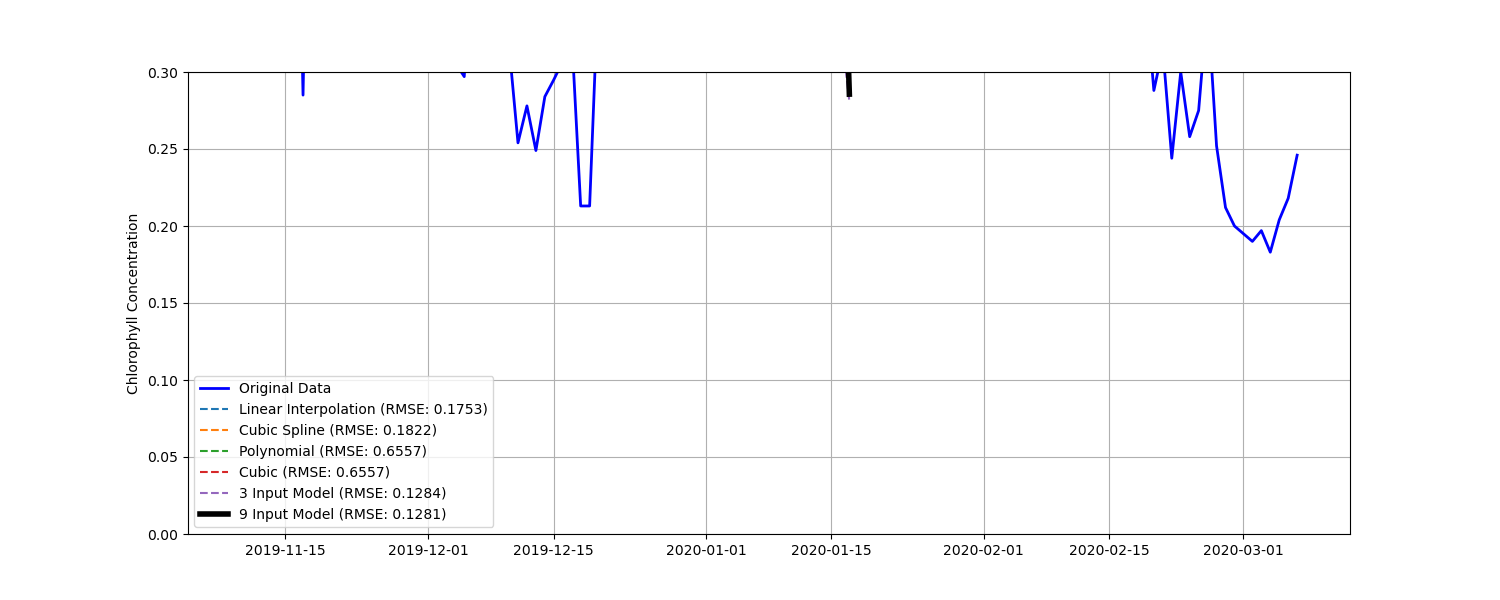 Chlorophyll Concentration
0.30
0.25
0.20
0.15
0.10
0.05
0.00
Original Data
Linear Interpolation (RMSE: 0.1753)
Cubic Spline (RMSE: 0.1822)
Polynomial (RMSE: 0.6557)
Cubic (RMSE: 0.6557)
3 Input Model (RMSE: 0.1284)
9 Input Model (RMSE: 0.1281)
2019-11-15 2019-12-01 2019-12-15 2020-01-01 2020-01-15 2020-02-01 2020-02-15 2020-03-01